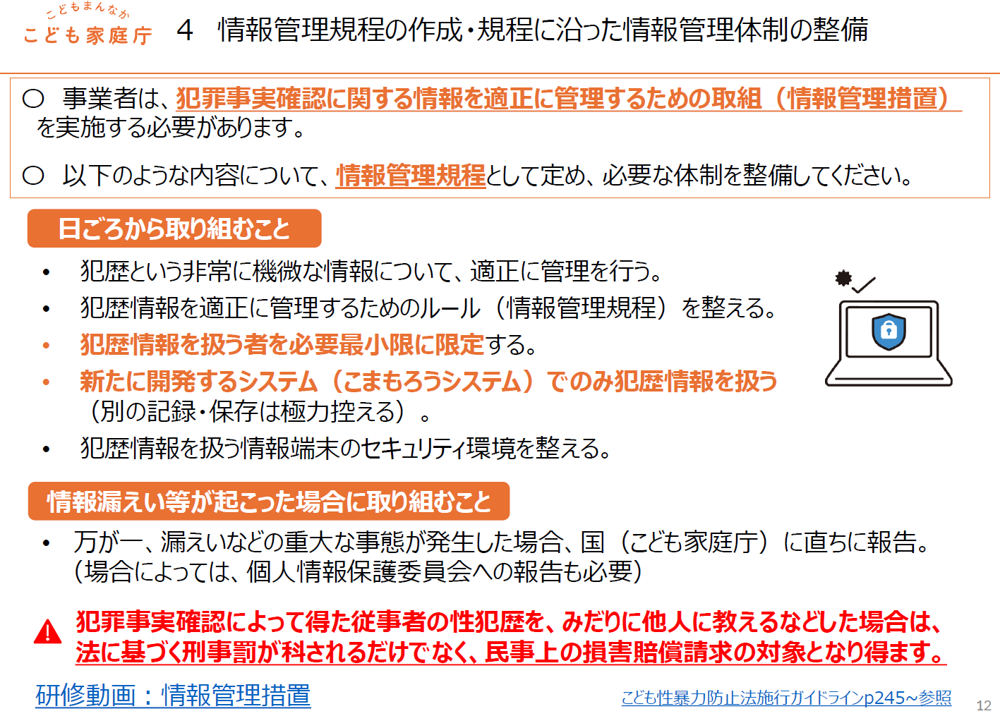 こどもまんなか
こども家庭庁
4 情報管理規程の作成・規程に沿った情報管理体制の整備
〇 事業者は、犯罪事実確認に関する情報を適正に管理するための取組（情報管理措置）
を実施する必要があります。
〇 以下のような内容について、情報管理規程として定め、必要な体制を整備してください。
日ごろから取り組むこと
• 犯歴という非常に機微な情報について、適正に管理を行う。
• 犯歴情報を適正に管理するためのルール（情報管理規程）を整える。
• 犯歴情報を扱う者を必要最小限に限定する。
• 新たに開発するシステム（こまもろうシステム）でのみ犯歴情報を扱う
（別の記録・保存は極力控える）。
• 犯歴情報を扱う情報端末のセキュリティ環境を整える。
情報漏えい等が起こった場合に取り組むこと
• 万が一、漏えいなどの重大な事態が発生した場合、国（こども家庭庁）に直ちに報告。
（場合によっては、個人情報保護委員会への報告も必要）
犯罪事実確認によって得た従事者の性犯歴を、みだりに他人に教えるなどした場合は、
法に基づく刑事罰が科されるだけでなく、民事上の損害賠償請求の対象となり得ます。
研修動画：情報管理措置
こども性暴力防止法施行ガイドラインp245~参照
12